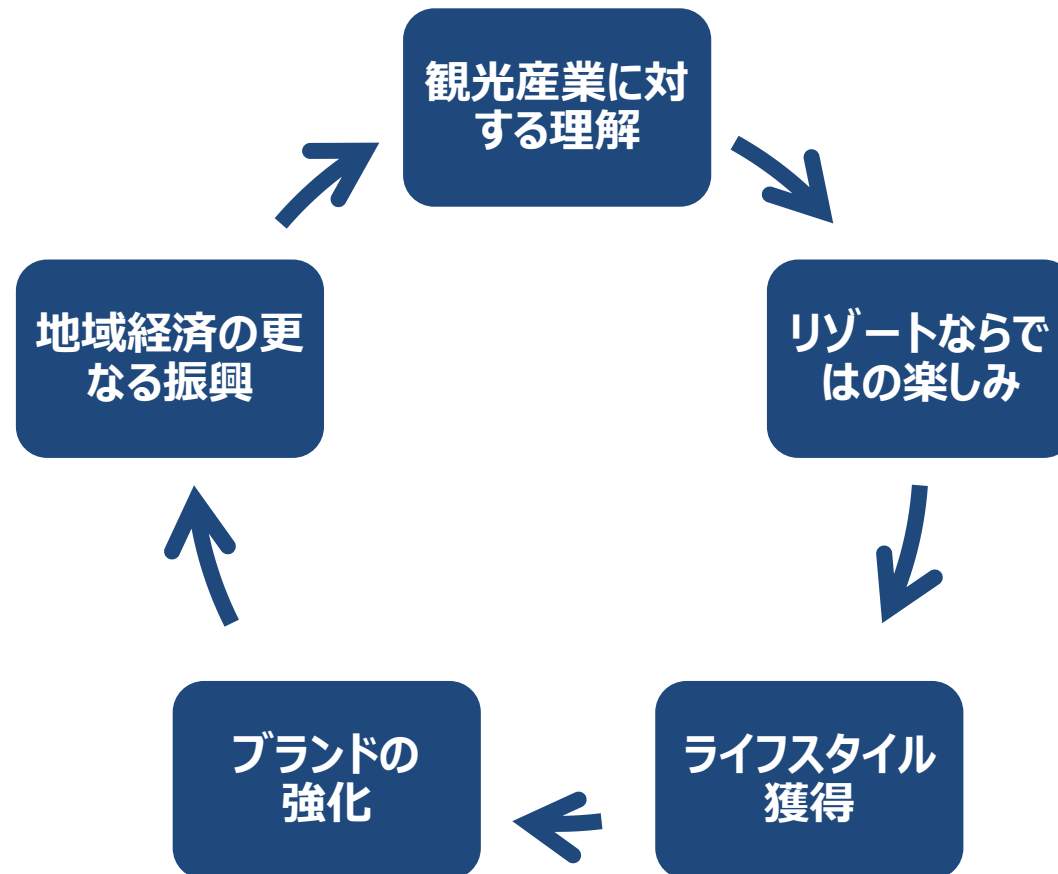 観光産業に対
する理解
リゾートならで
はの楽しみ
ライフスタイル
獲得
ブランドの
強化
地域経済の更
なる振興